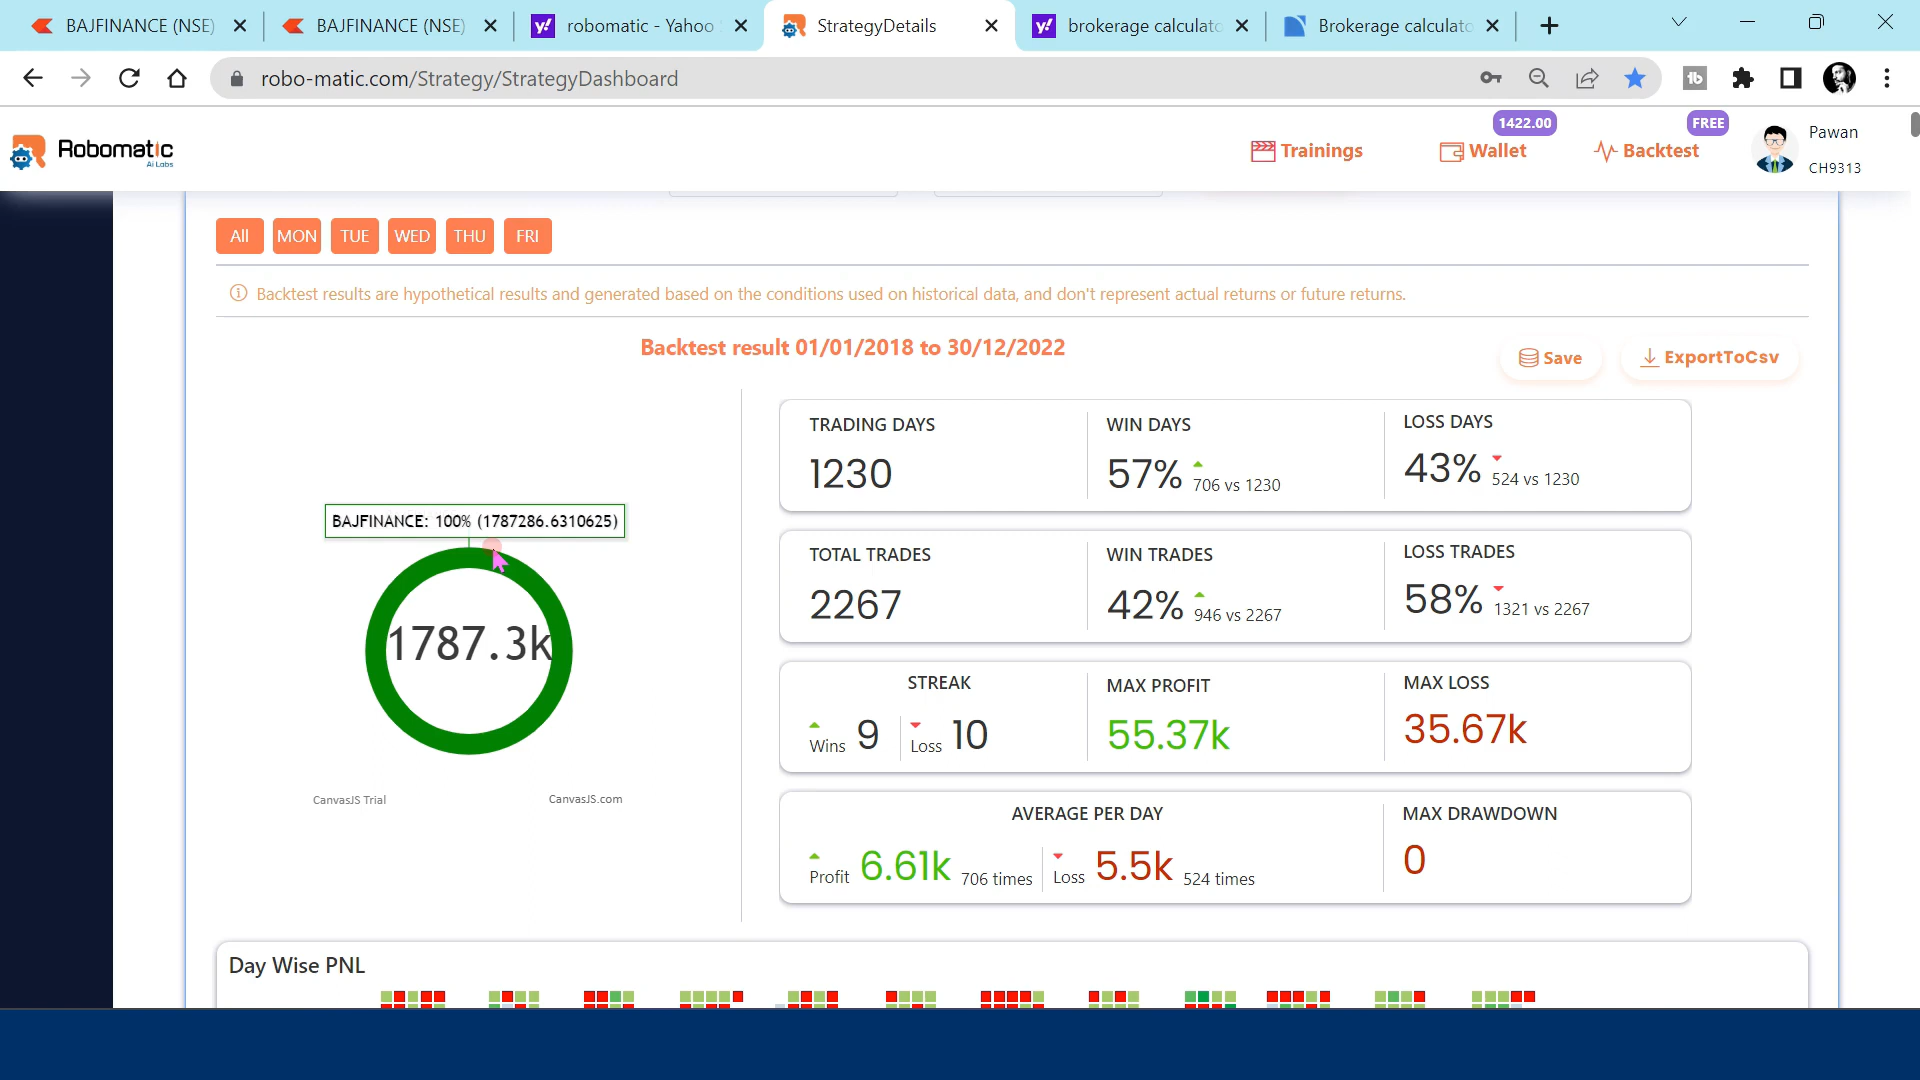 BAJFINANCE (NSE)
BAJFINANCE (NSE)
robomatic - Yahoo
StrategyDetails
brokerage calculato
Brokerage calculato
robo-matic.com/Strategy/StrategyDashboard
Robomatic
Ai Labs
Trainings
1422.00
Wallet
FREE
Backtest
Pawan
CH9313
All
MON
TUE
WED
THU
FRI
Backtest results are hypothetical results and generated based on the conditions used on historical data, and don't represent actual returns or future returns.
Backtest result 01/01/2018 to 30/12/2022
Save
ExportToCsv
BAJFINANCE: 100% (1787286.6310625)
1787.3k
CanvasJS Trial
CanvasJS.com
TRADING DAYS
1230
WIN DAYS
57% 706 vs 1230
LOSS DAYS
43% 524 vs 1230
TOTAL TRADES
2267
WIN TRADES
42% 946 vs 2267
LOSS TRADES
58% 1321 vs 2267
STREAK
Wins 9
Loss 10
MAX PROFIT
55.37k
MAX LOSS
35.67k
AVERAGE PER DAY
Profit 6.61k 706 times
Loss 5.5k 524 times
MAX DRAWDOWN
0
Day Wise PNL